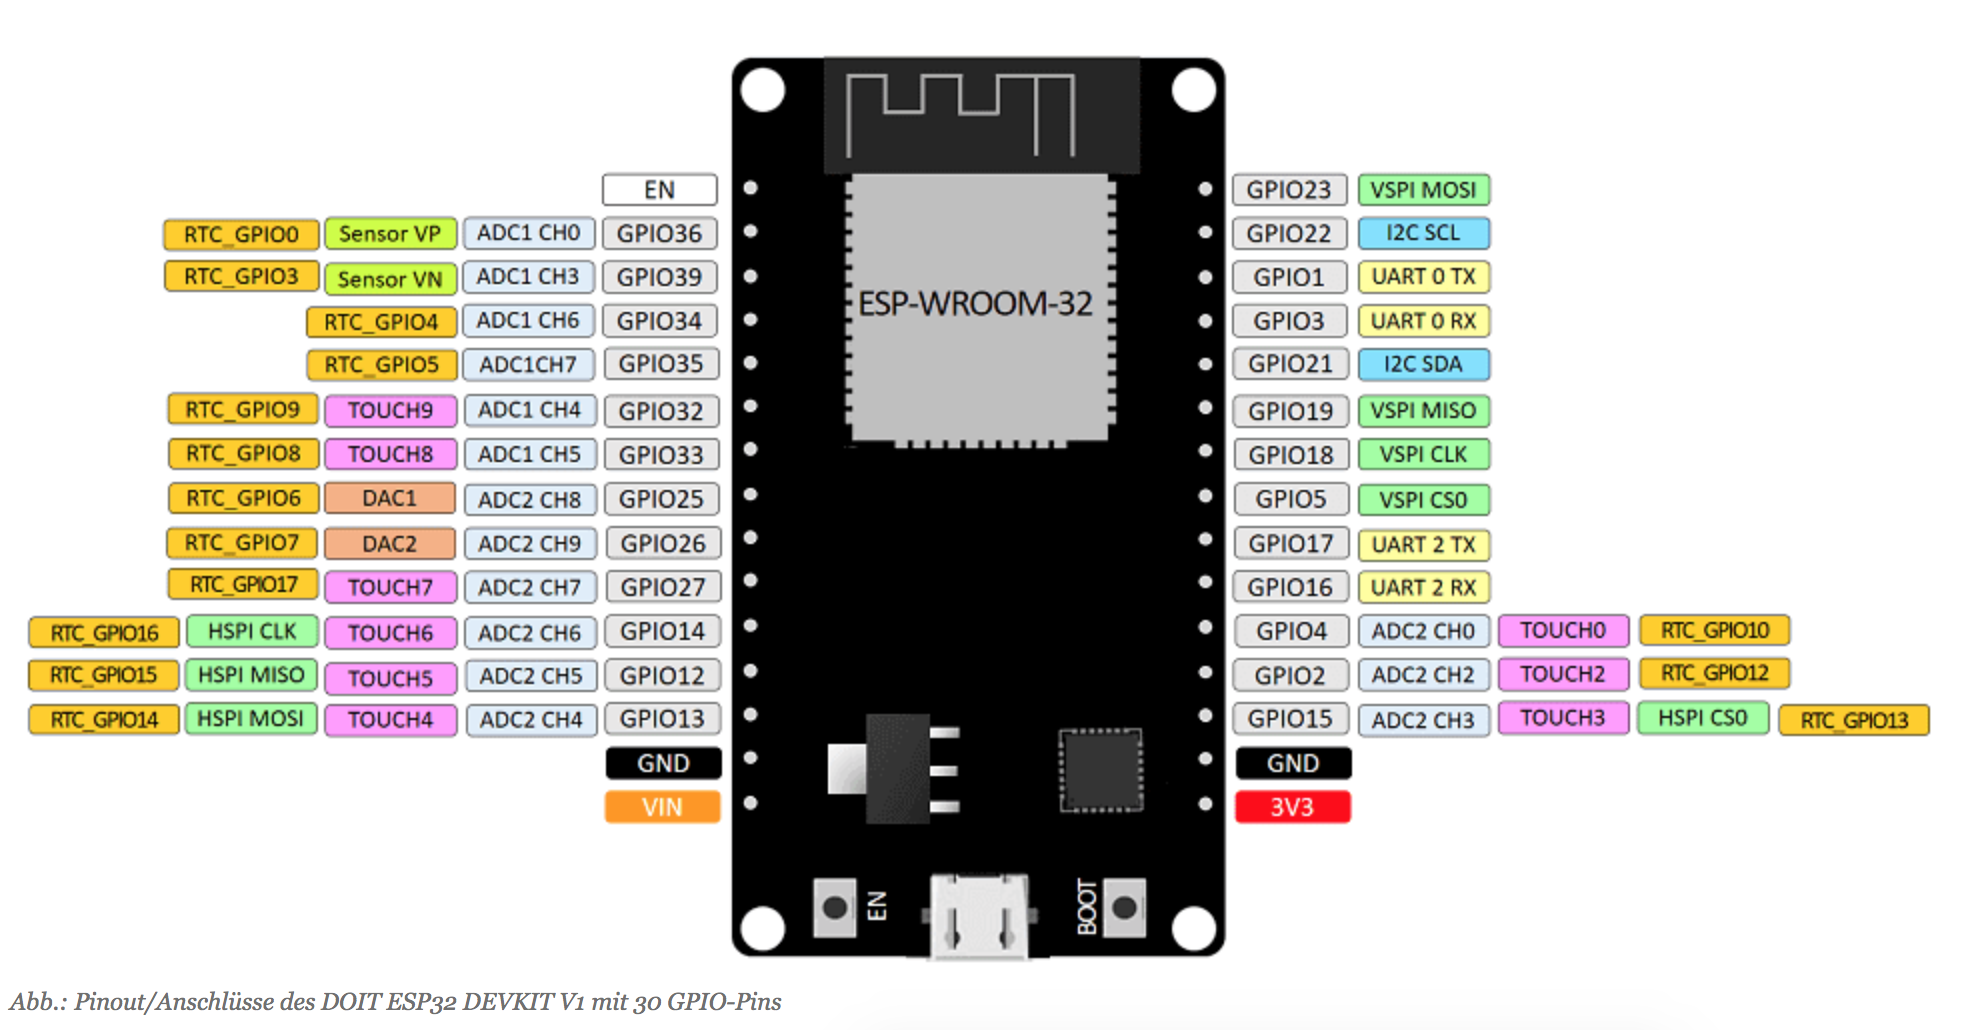 EN GPIO23 VSPI MOSI
RTC_GPIO0 Sensor VP ADC1 CH0 GPIO36 GPIO22 I2C SCL
RTC_GPIO3 Sensor VN ADC1 CH3 GPIO39 GPIO1 UART 0 TX
RTC_GPIO4 ADC1 CH6 GPIO34 GPIO3 UART 0 RX
ESP-WROOM-32
RTC_GPIO5 ADC1CH7 GPIO35 GPIO21 I2C SDA
RTC_GPIO9 TOUCH9 ADC1 CH4 GPIO32 GPIO19 VSPI MISO
RTC_GPIO8 TOUCH8 ADC1 CH5 GPIO33 GPIO18 VSPI CLK
RTC_GPIO6 DAC1 ADC2 CH8 GPIO25 GPIO5 VSPI CS0
RTC_GPIO7 DAC2 ADC2 CH9 GPIO26 GPIO17 UART 2 TX
RTC_GPIO17 TOUCH7 ADC2 CH7 GPIO27 GPIO16 UART 2 RX
RTC_GPIO16 HSPI CLK TOUCH6 ADC2 CH6 GPIO14 GPIO4 ADC2 CH0 TOUCH0 RTC_GPIO10
RTC_GPIO15 HSPI MISO TOUCH5 ADC2 CH5 GPIO12 GPIO2 ADC2 CH2 TOUCH2 RTC_GPIO12
RTC_GPIO14 HSPI MOSI TOUCH4 ADC2 CH4 GPIO13 GPIO15 ADC2 CH3 TOUCH3 HSPI CS0 RTC_GPIO13
GND GND
VIN 3V3
EN BOOT
Abb.: Pinout/Anschlüsse des DOIT ESP32 DEVKIT V1 mit 30 GPIO-Pins